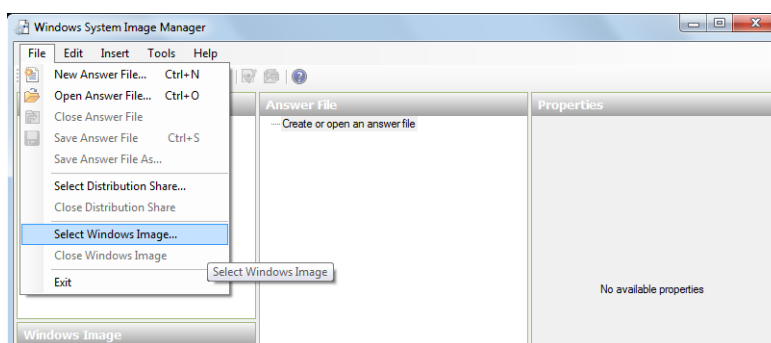 Windows System Image Manager
File Edit Insert Tools Help
New Answer File... Ctrl+N
Open Answer File... Ctrl+O
Close Answer File
Save Answer File Ctrl+S
Save Answer File As...
Select Distribution Share...
Close Distribution Share
Select Windows Image...
Close Windows Image
Exit
Select Windows Image
Answer File
Create or open an answer file
Properties
No available properties
Windows Image